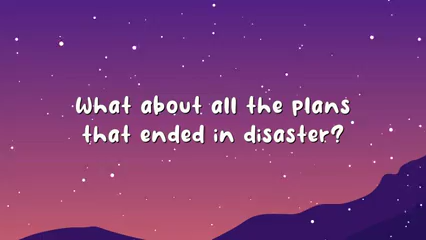 What about all the plans
that ended in disaster?